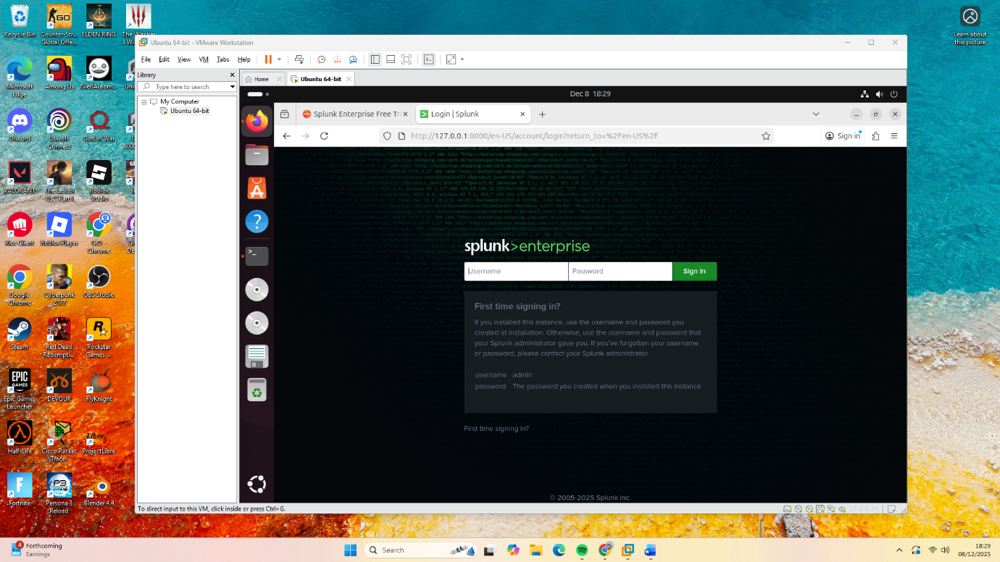 Recycle Bin
Counter-Str...
Global Offe...
ELDEN RING
The Witcher
Microsoft
Edge
Among Us
NieRAutom...
Discord
Ubisoft
Connect
God of War
VALORANT
The Last of
Us - Part I
Roblox
Studio
Riot Client
Roblox Player
GIO -
Chrome
Google
Chrome
Cyberpunk
2077
OBS Studio
Steam
Red Dead
Redempti...
Rockstar
Games ...
Epic Games
Launcher
DEVOUR
FlyKnight
Half-Life
Cisco Packet
Tracer
ProjectLibre
Fortnite
Persona 3
Reload
Blender 4.4
Learn about
this picture
Ubuntu 64-bit - VMware Workstation
File Edit View VM Tabs Help
Library
Type here to search
My Computer
Ubuntu 64-bit
Home
Ubuntu 64-bit
Dec 8 18:29
Splunk Enterprise Free Tr
Login | Splunk
http://127.0.0.1:8000/en-US/account/login?return_to=%2Fen-US%2F
Sign in
splunk>enterprise
Username
Password
Sign In
First time signing in?
If you installed this instance, use the username and password you
created at installation. Otherwise, use the username and password that
your Splunk administrator gave you. If you've forgotten your username
or password, please contact your Splunk administrator.
username admin
password The password you created when you installed this instance
First time signing in?
© 2005-2025 Splunk Inc.
To direct input to this VM, click inside or press Ctrl+G.
4
Forthcoming
Earnings
Search
18:29
08/12/2025